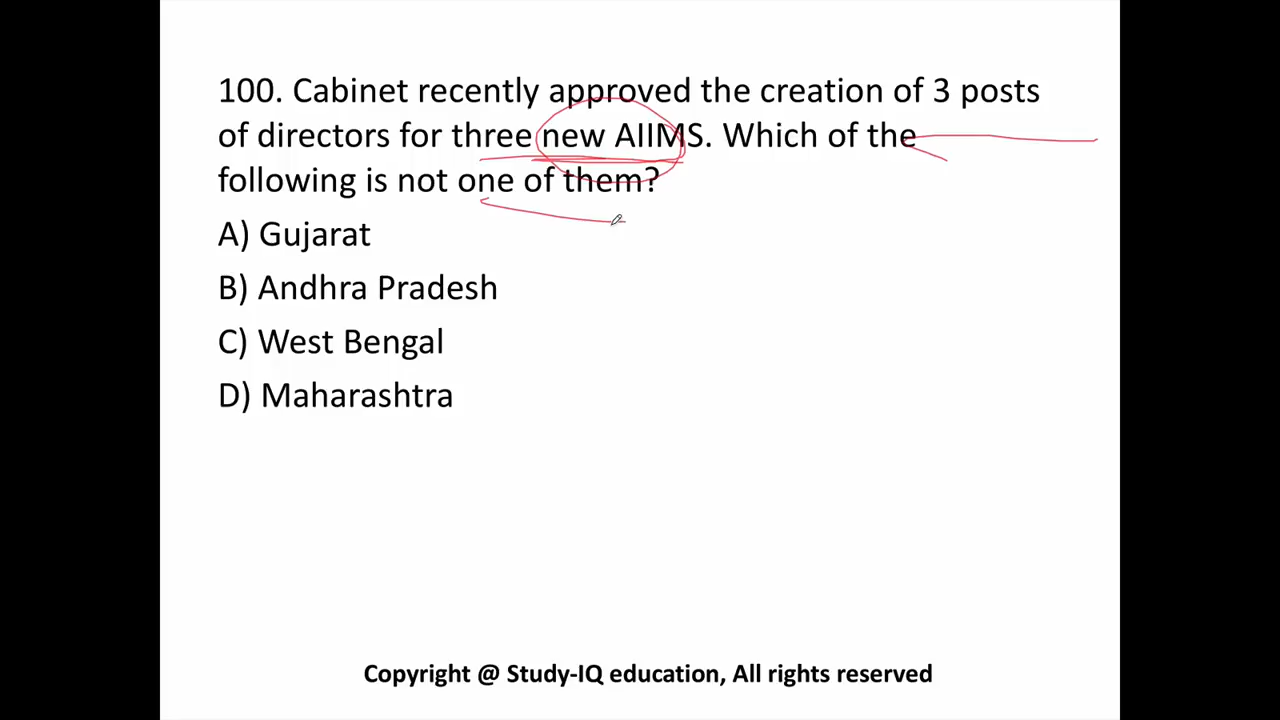 100. Cabinet recently approved the creation of 3 posts
of directors for three new AIIMS. Which of the
following is not one of them?
A) Gujarat
B) Andhra Pradesh
C) West Bengal
D) Maharashtra
Copyright @ Study-IQ education, All rights reserved